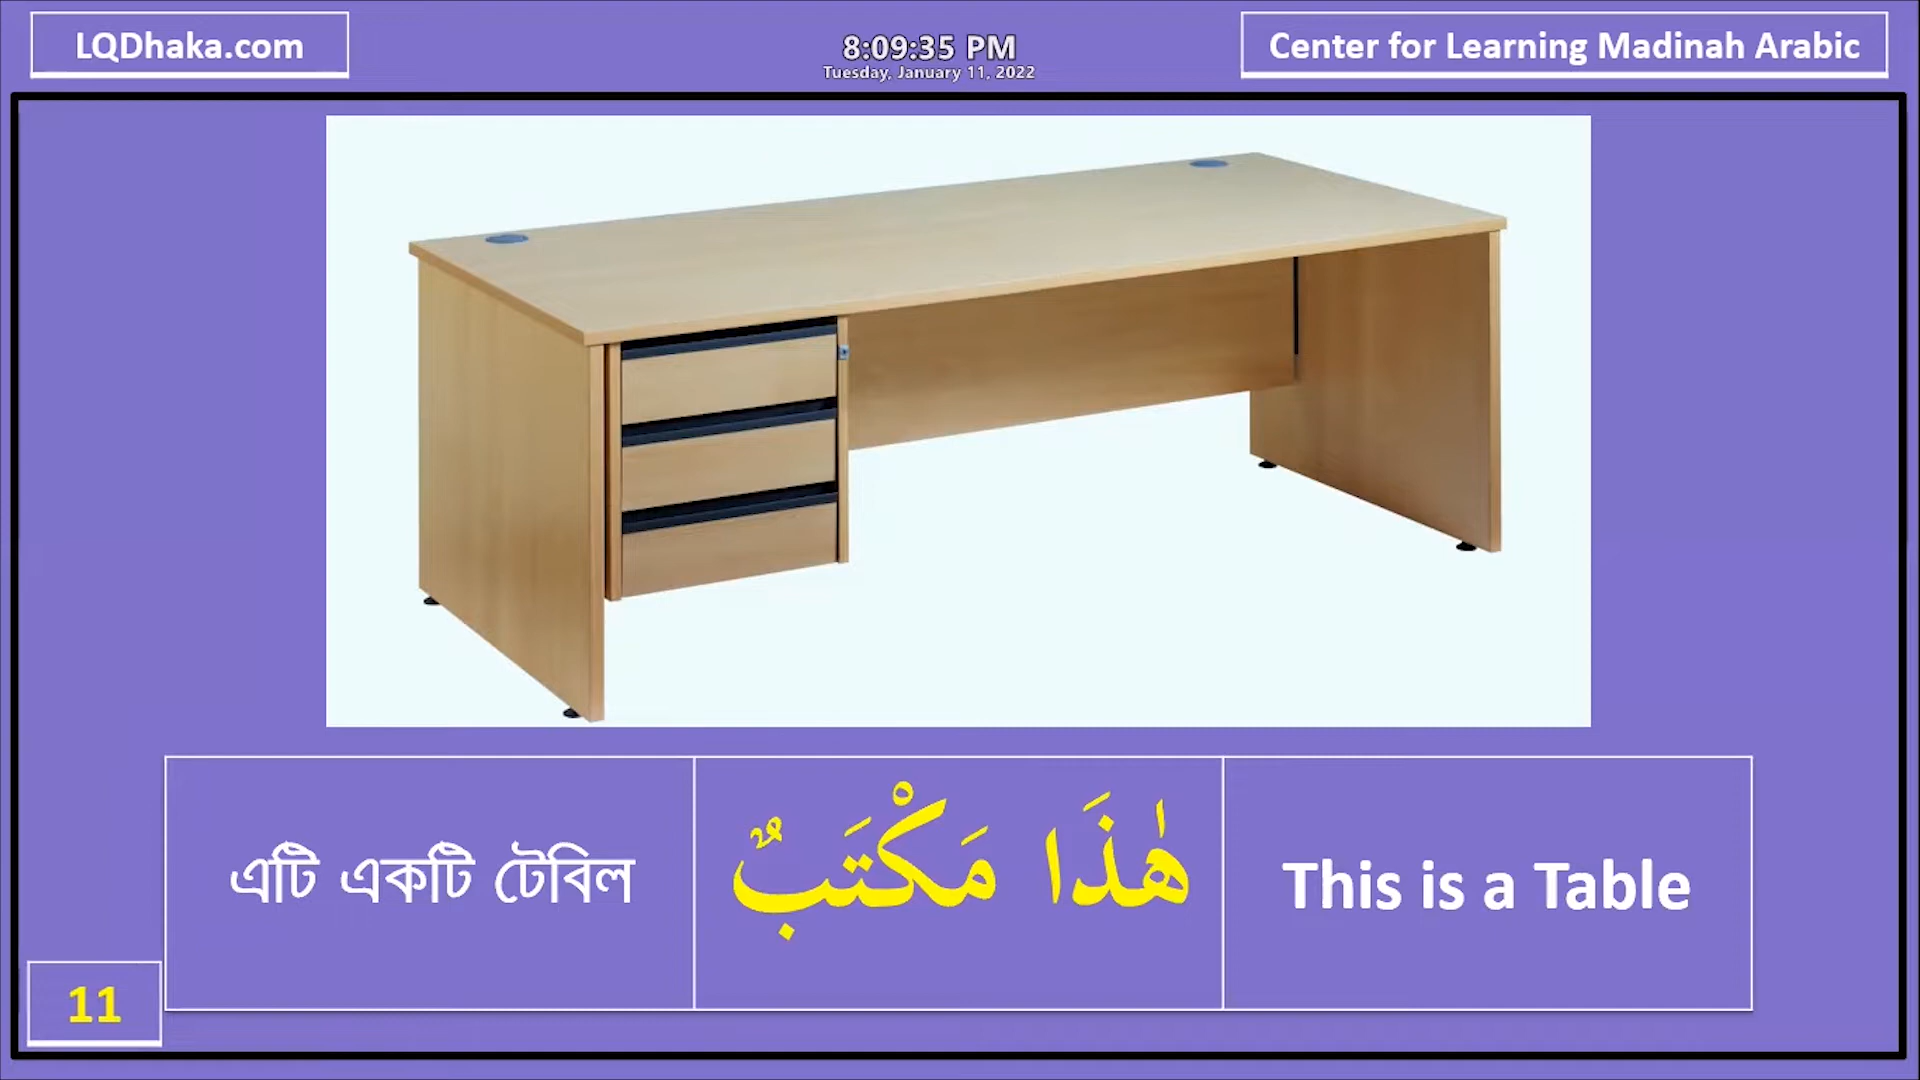 LQDhaka.com
8:09:35 PM
Tuesday, January 11, 2022
Center for Learning Madinah Arabic
এটি একটি টেবিল
هٰذَا مَكْتَبٌ
This is a Table
11